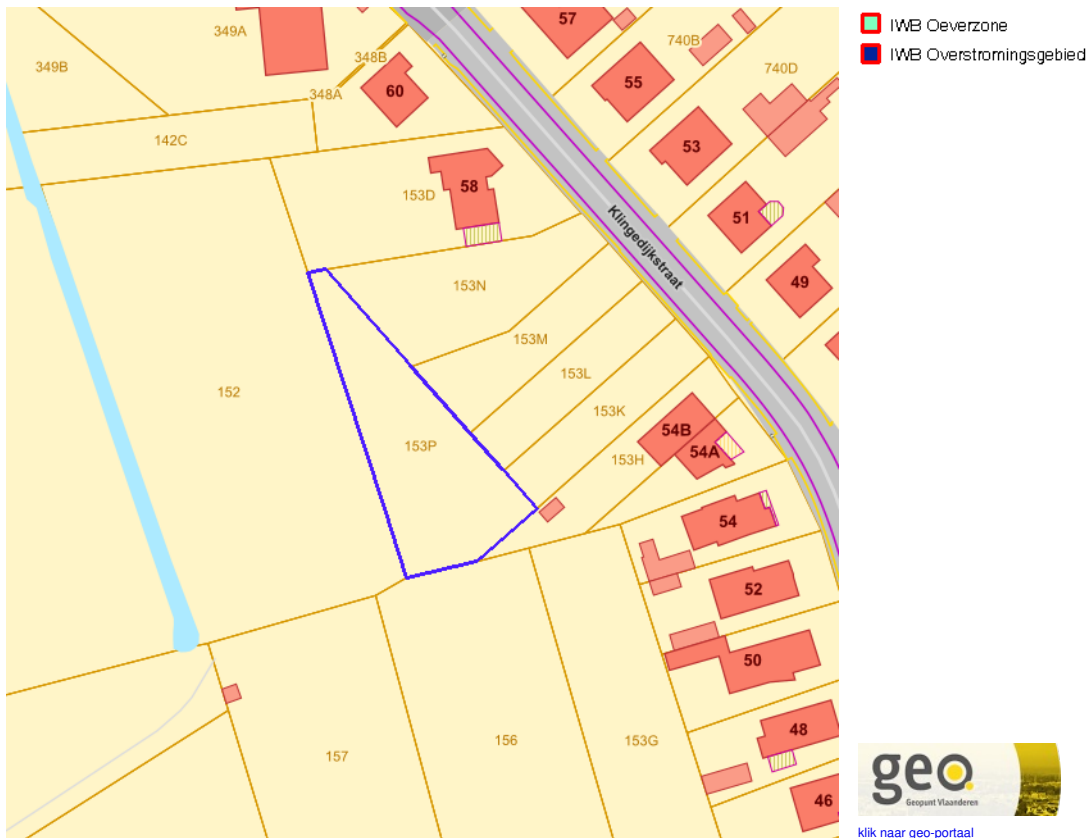 IWB Oeverzone
IWB Overstromingsgebied
349A
57
348B
740B
349B
55
740D
60
348A
142C
53
58
153D
51
Klingedijkstraat
49
153N
153M
153L
152
153K
54B
153P
54A
153H
54
52
50
48
156
153G
157
46
geo.
Geopunt Vlaanderen
klik naar geo-portaal